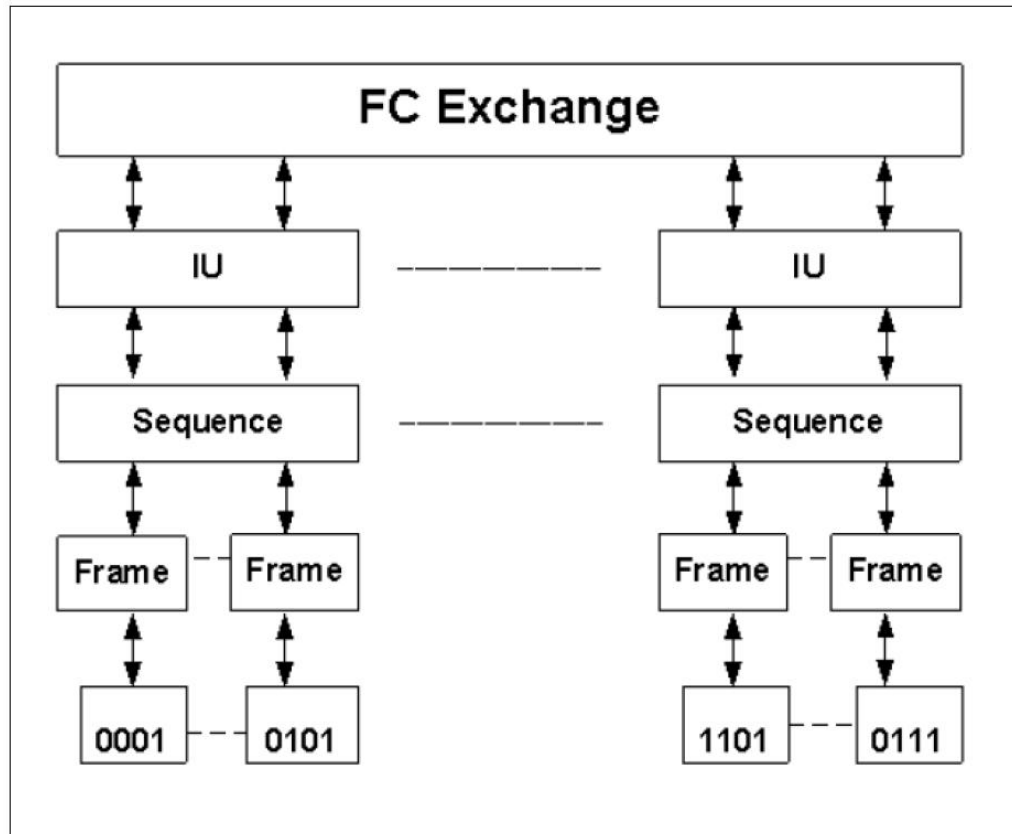 FC Exchange
IU IU
Sequence Sequence
Frame Frame Frame Frame
0001 0101 1101 0111